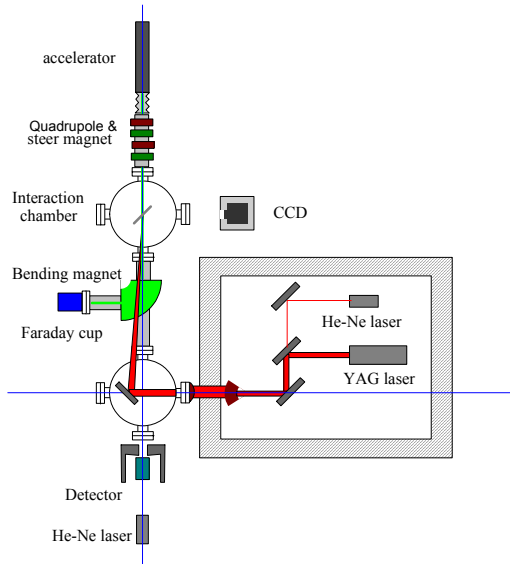 accelerator
Quadrupole &
steer magnet
Interaction
chamber
CCD
Bending magnet
Faraday cup
He-Ne laser
YAG laser
Detector
He-Ne laser